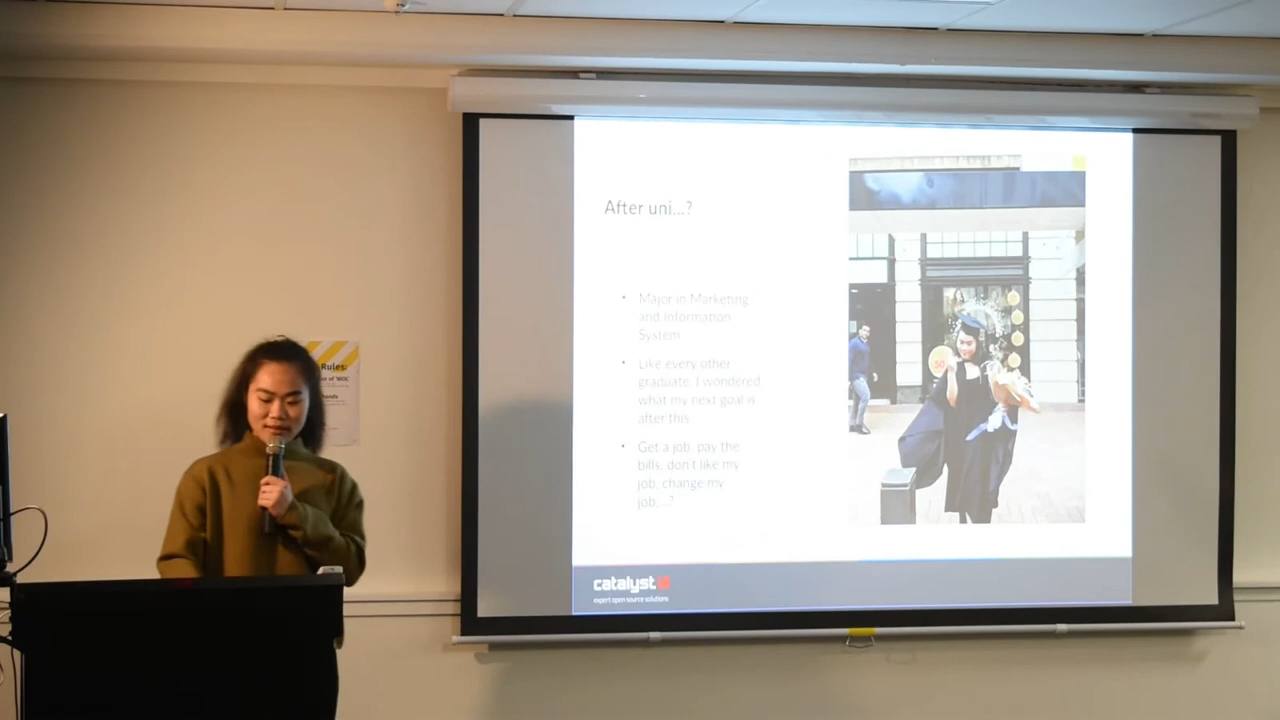 After uni...?
• Major in Marketing
and Information
System
• Like every other
graduate, I wondered
what my next goal is
after this
• Get a job, pay the
bills, don't like my
job, change my
job,...?
catalyst
expert open source solutions
Rules: